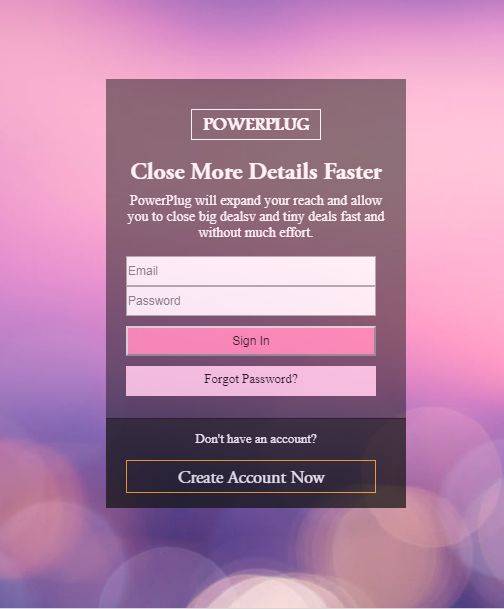 POWERPLUG
Close More Details Faster
PowerPlug will expand your reach and allow
you to close big dealsv and tiny deals fast and
without much effort.
Email
Password
Sign In
Forgot Password?
Don't have an account?
Create Account Now